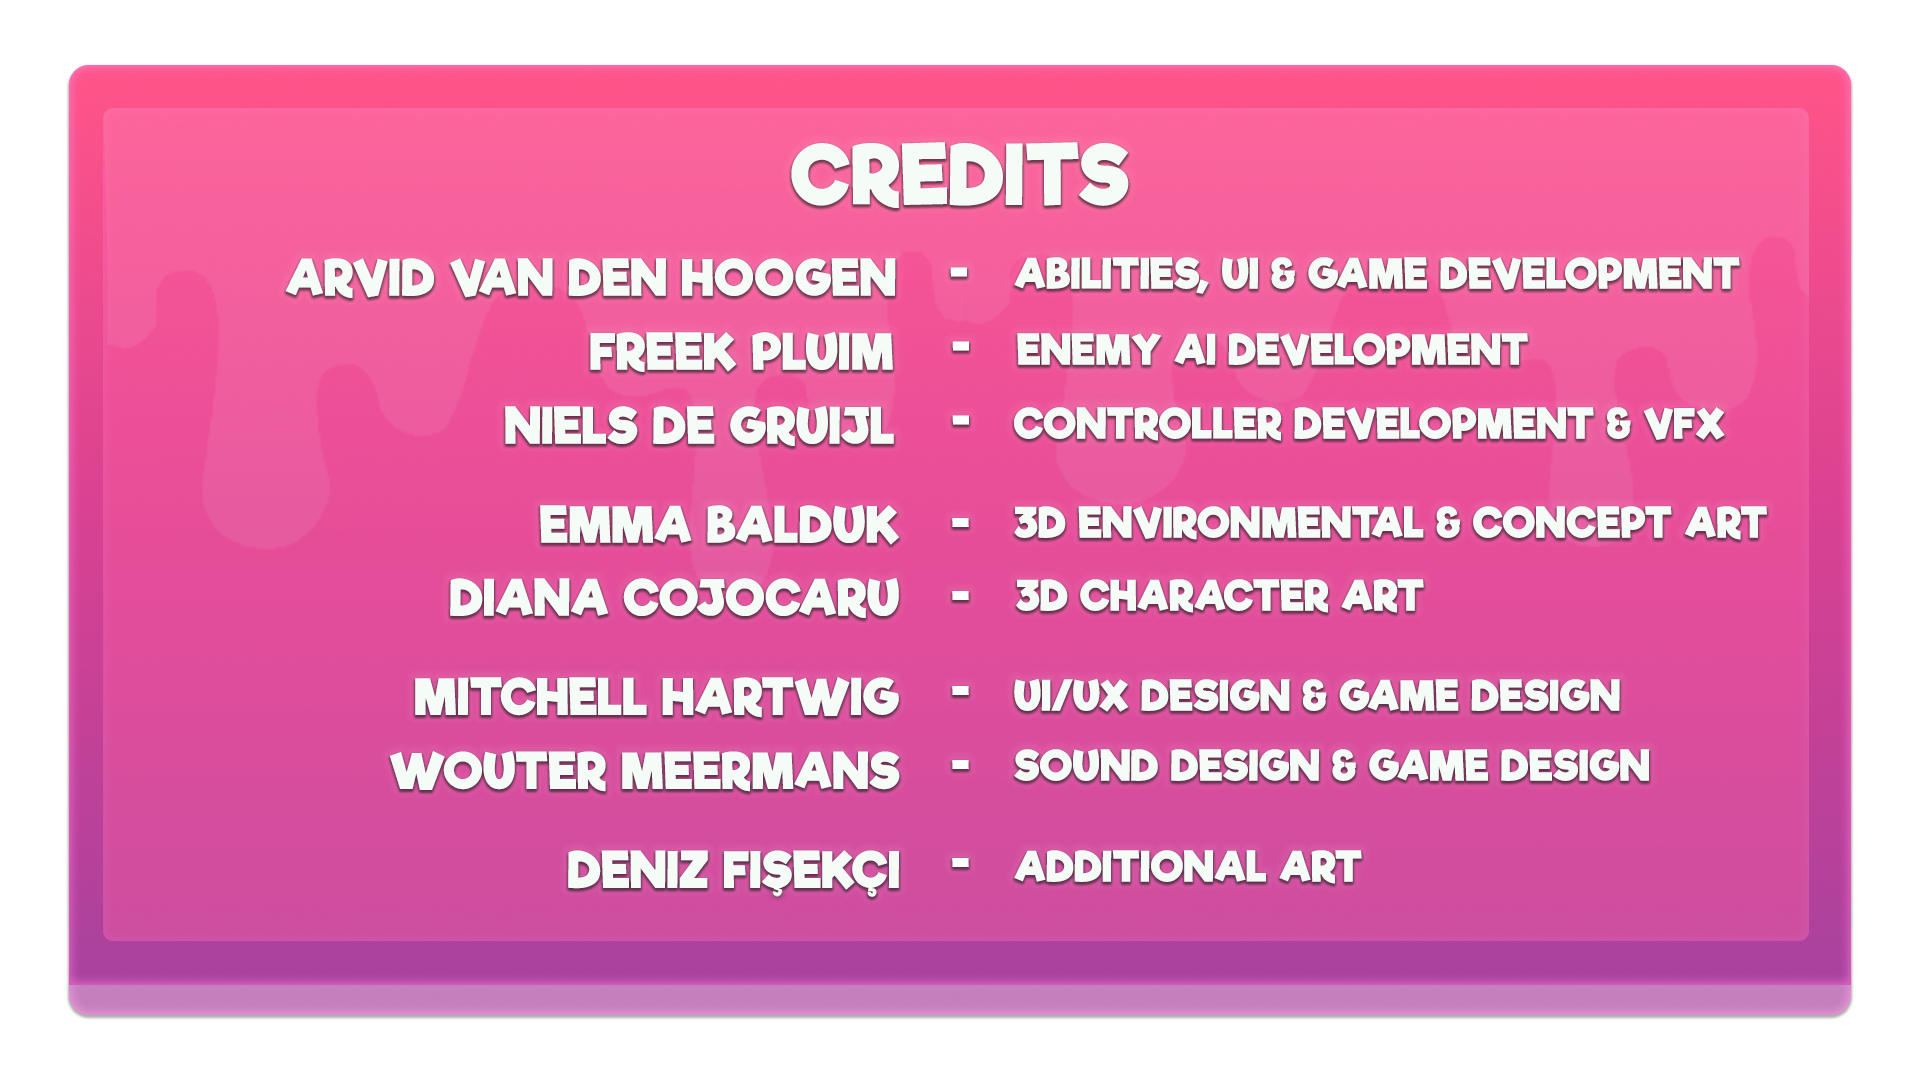 CREDITS
ARVID VAN DEN HOOGEN - ABILITIES, UI & GAME DEVELOPMENT
FREEK PLUIM - ENEMY AI DEVELOPMENT
NIELS DE GRUIJL - CONTROLLER DEVELOPMENT & VFX
EMMA BALDUK - 3D ENVIRONMENTAL & CONCEPT ART
DIANA COJOCARU - 3D CHARACTER ART
MITCHELL HARTWIG - UI/UX DESIGN & GAME DESIGN
WOUTER MEERMANS - SOUND DESIGN & GAME DESIGN
DENIZ FIŞEKÇI - ADDITIONAL ART